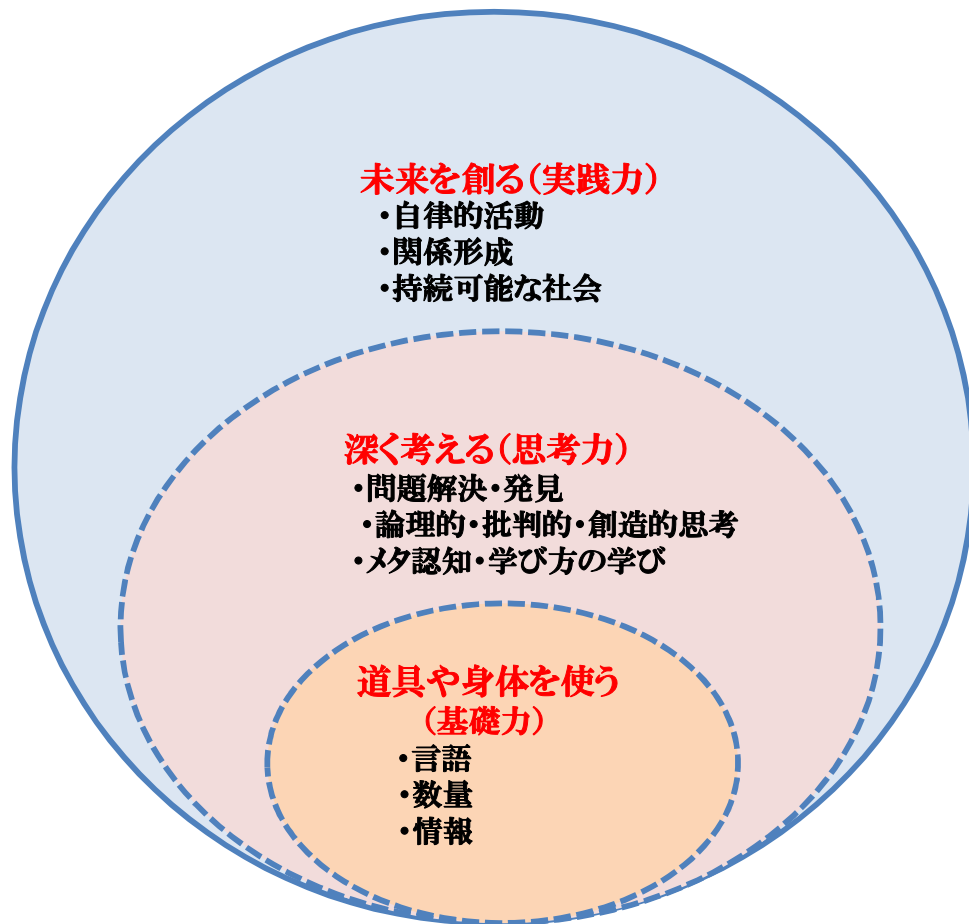 未来を創る(実践力)
・自律的活動
・関係形成
・持続可能な社会
深く考える(思考力)
・問題解決・発見
・論理的・批判的・創造的思考
・メタ認知・学び方の学び
道具や身体を使う
(基礎力)
・言語
・数量
・情報